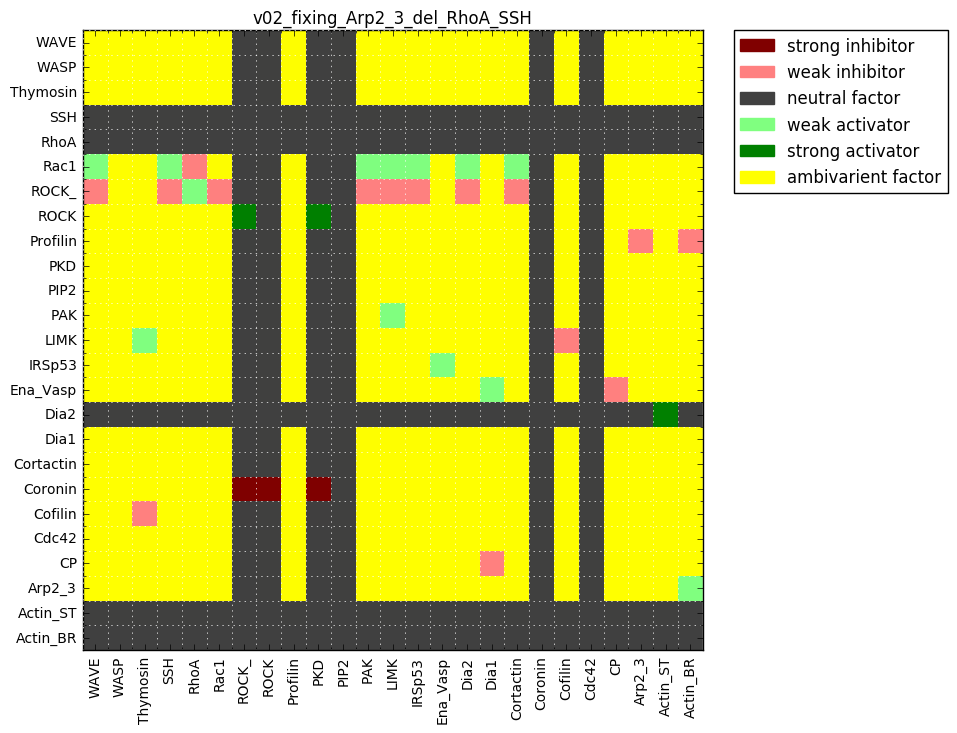 v02_fixing_Arp2_3_del_RhoA_SSH
WAVE
WASP
Thymosin
SSH
RhoA
Rac1
ROCK_
ROCK
Profilin
PKD
PIP2
PAK
LIMK
IRSp53
Ena_Vasp
Dia2
Dia1
Cortactin
Coronin
Cofilin
Cdc42
CP
Arp2_3
Actin_ST
Actin_BR
WAVE
WASP
Thymosin
SSH
RhoA
Rac1
ROCK_
ROCK
Profilin
PKD
PIP2
PAK
LIMK
IRSp53
Ena_Vasp
Dia2
Dia1
Cortactin
Coronin
Cofilin
Cdc42
CP
Arp2_3
Actin_ST
Actin_BR
strong inhibitor
weak inhibitor
neutral factor
weak activator
strong activator
ambivarient factor